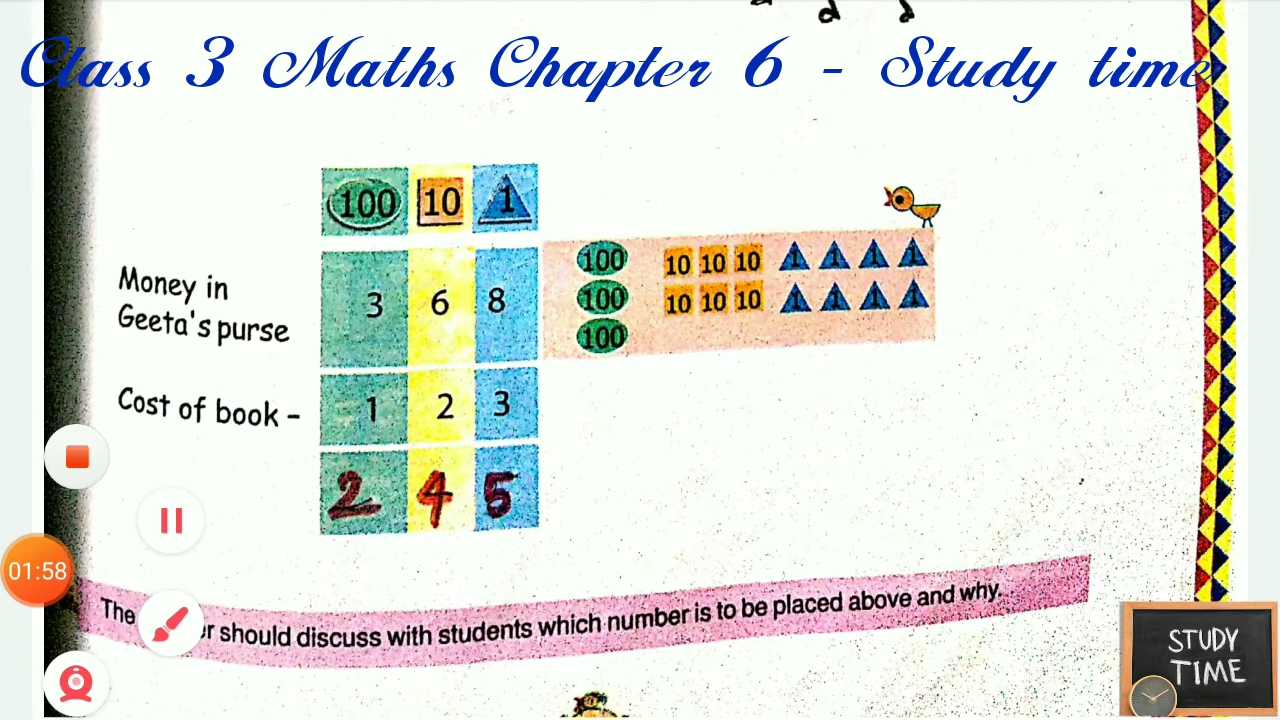 Class 3 Maths Chapter 6 - Study time
100 10 1
Money in
Geeta's purse
3 6 8
100 10 10 10 1 1 1 1
100 10 10 10 1 1 1 1
100
Cost of book –
1 2 3
2 4 5
01:58
The should discuss with students which number is to be placed above and why.
STUDY
TIME